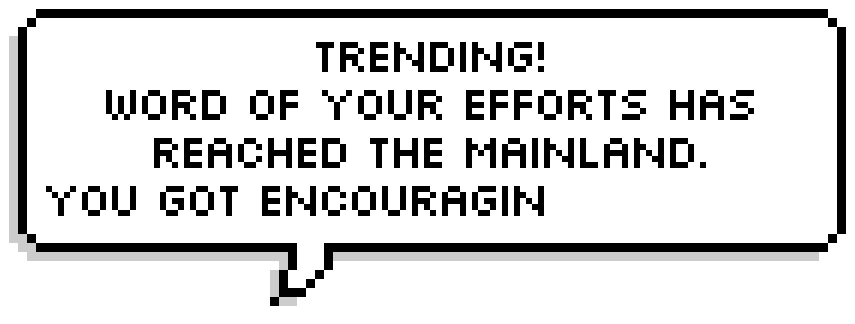 TRENDING!
WORD OF YOUR EFFORTS HAS
REACHED THE MAINLAND.
YOU GOT ENCOURAGIN